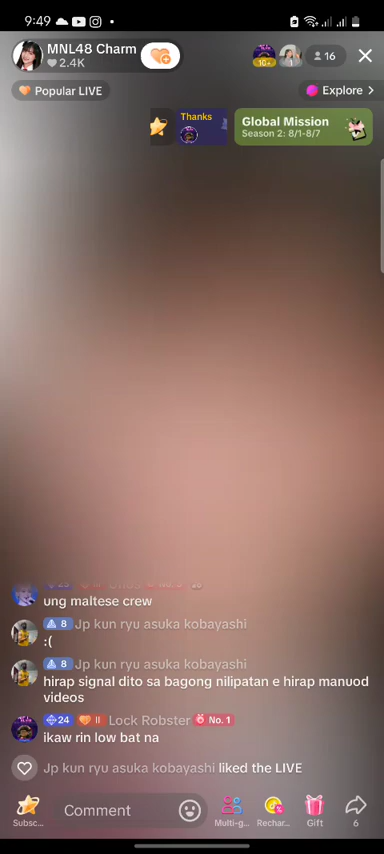 9:49
MNL48 Charm
2.4K
16
Popular LIVE
Explore >
Thanks
Global Mission
Season 2: 8/1-8/7
ung maltese crew
8 Jp kun ryu asuka kobayashi
:(
8 Jp kun ryu asuka kobayashi
hirap signal dito sa bagong nilipatan e hirap manuod
videos
24 II Lock Robster No. 1
ikaw rin low bat na
Jp kun ryu asuka kobayashi liked the LIVE
Comment
Subsc... Multi-g... Rechar... Gift 6